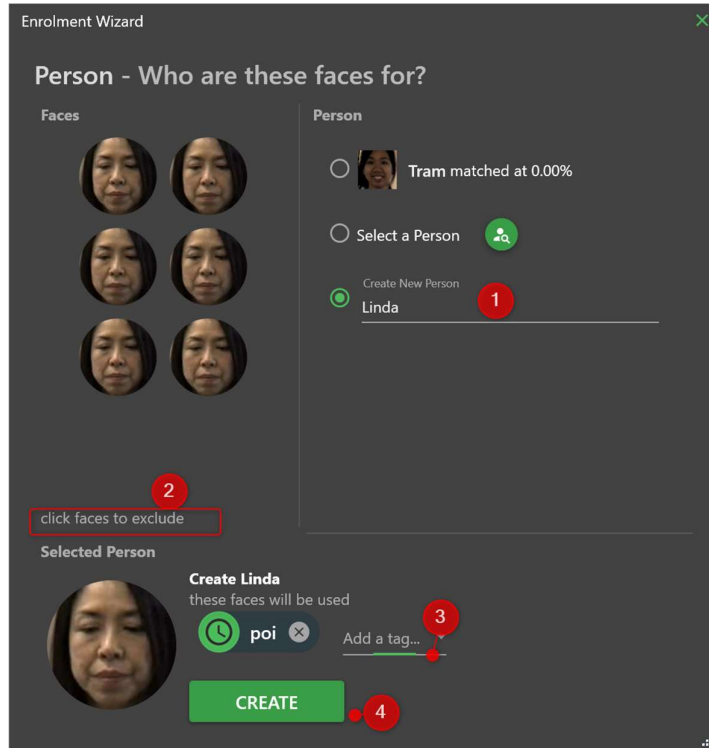 Enrolment Wizard
Person - Who are these faces for?
Faces
Person
Tram matched at 0.00%
Select a Person
Create New Person
Linda
1
2
click faces to exclude
Selected Person
Create Linda
these faces will be used
poi
Add a tag...
3
CREATE
4